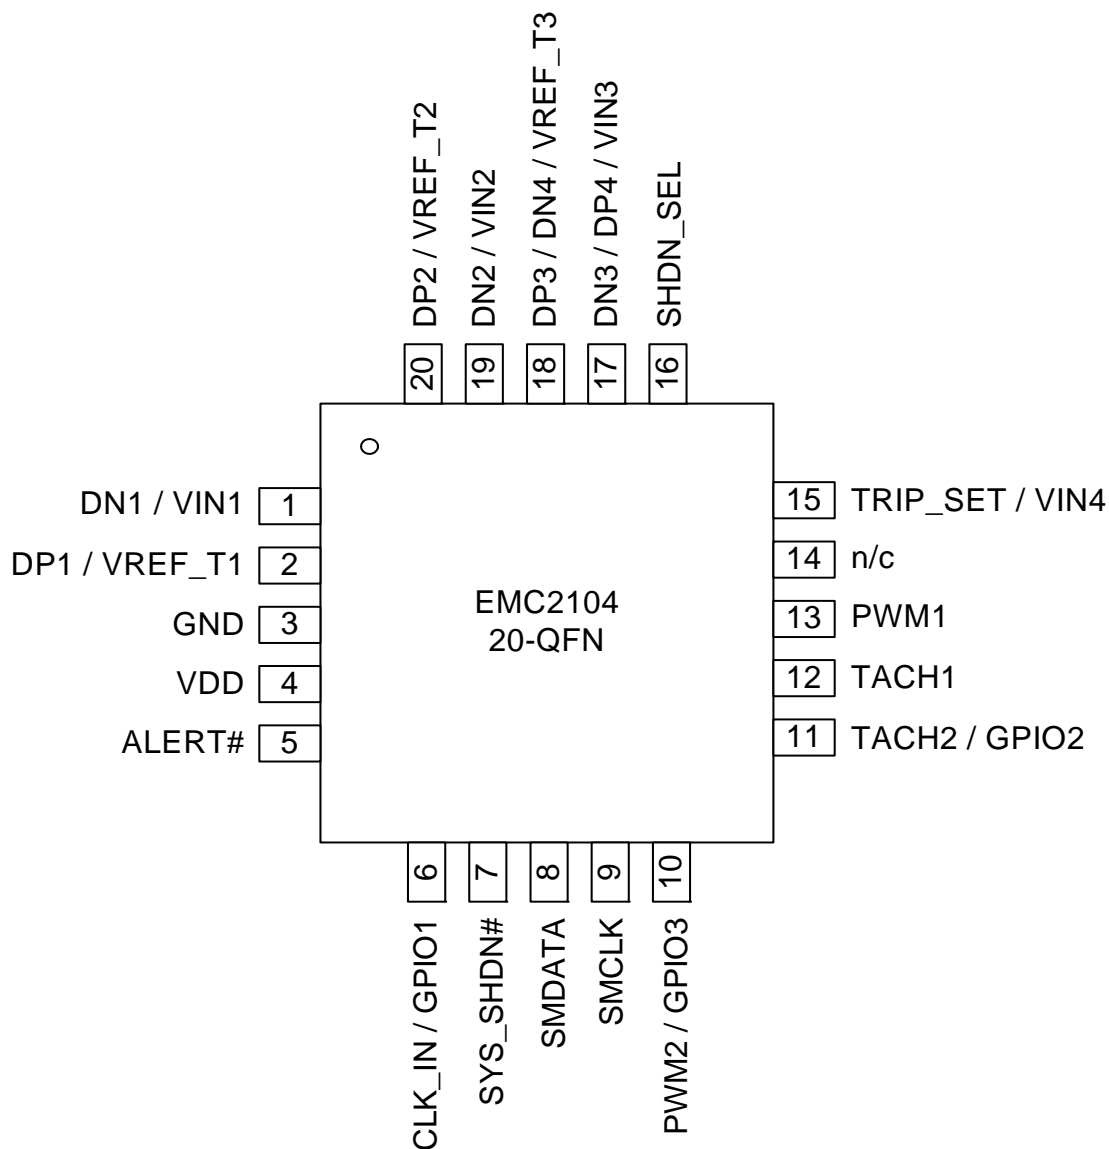 DP2 / VREF_T2
DN2 / VIN2
DP3 / DN4 / VREF_T3
DN3 / DP4 / VIN3
SHDN_SEL
20
19
18
17
16
DN1 / VIN1
1
DP1 / VREF_T1
2
GND
3
VDD
4
ALERT#
5
EMC2104
20-QFN
15
TRIP_SET / VIN4
14
n/c
13
PWM1
12
TACH1
11
TACH2 / GPIO2
6
7
8
9
10
CLK_IN / GPIO1
SYS_SHDN#
SMDATA
SMCLK
PWM2 / GPIO3